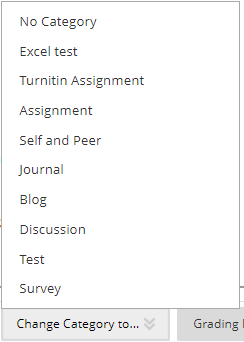 No Category
Excel test
Turnitin Assignment
Assignment
Self and Peer
Journal
Blog
Discussion
Test
Survey
Change Category to...
Grading